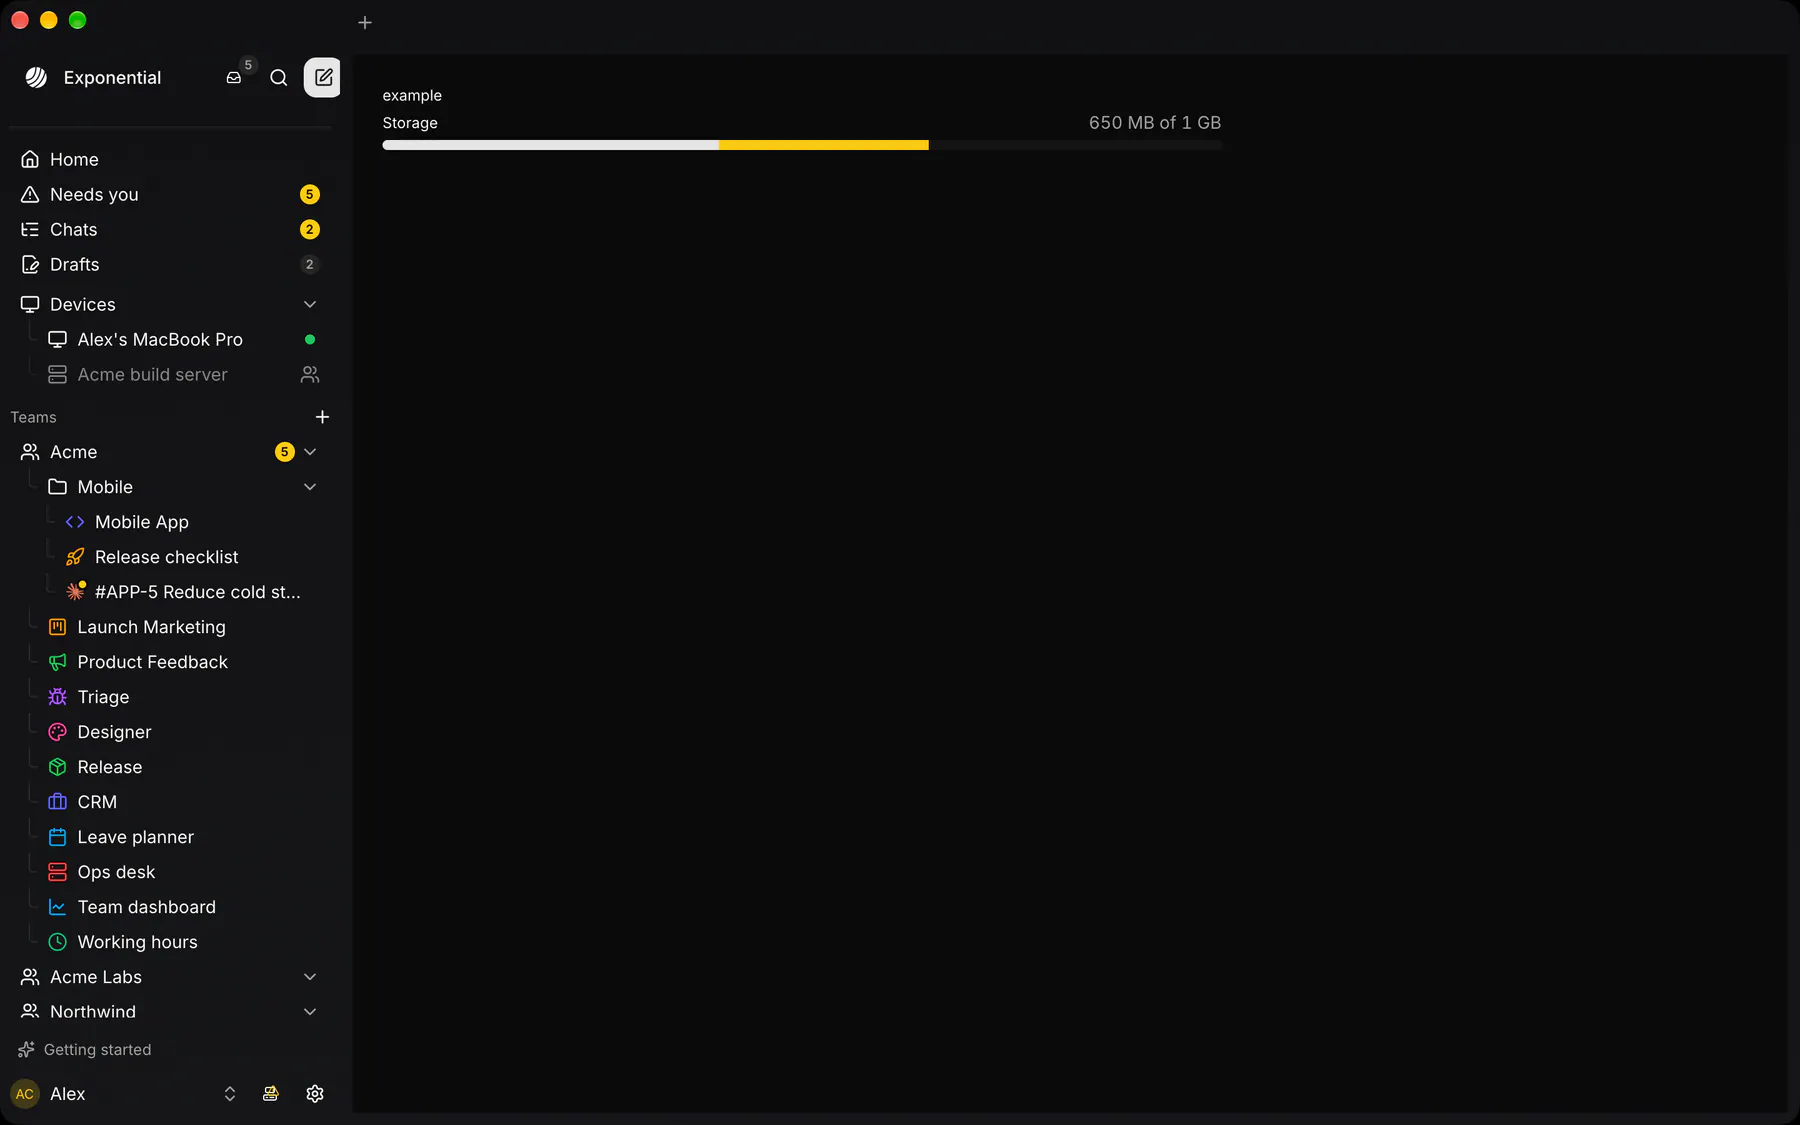 Exponential
5
Home
Needs you
5
Chats
2
Drafts
2
Devices
Alex's MacBook Pro
Acme build server
Teams
Acme
5
Mobile
Mobile App
Release checklist
#APP-5 Reduce cold st...
Launch Marketing
Product Feedback
Triage
Designer
Release
CRM
Leave planner
Ops desk
Team dashboard
Working hours
Acme Labs
Northwind
Getting started
AC
Alex
example
Storage
650 MB of 1 GB